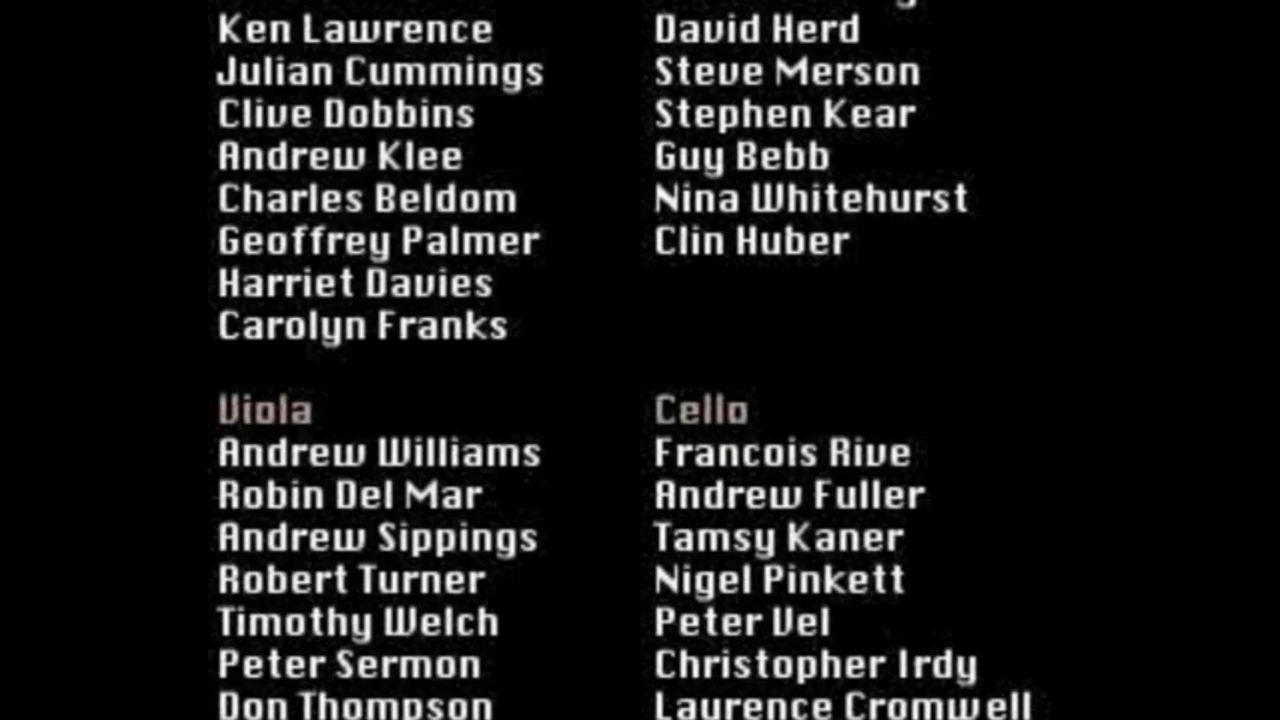 Ken Lawrence
Julian Cummings
Clive Dobbins
Andrew Klee
Charles Beldom
Geoffrey Palmer
Harriet Davies
Carolyn Franks
David Herd
Steve Merson
Stephen Kear
Guy Bebb
Nina Whitehurst
Clin Huber
Viola
Andrew Williams
Robin Del Mar
Andrew Sippings
Robert Turner
Timothy Welch
Peter Sermon
Don Thompson
Cello
Francois Rive
Andrew Fuller
Tamsy Kaner
Nigel Pinkett
Peter Vel
Christopher Irdy
Laurence Cromwell